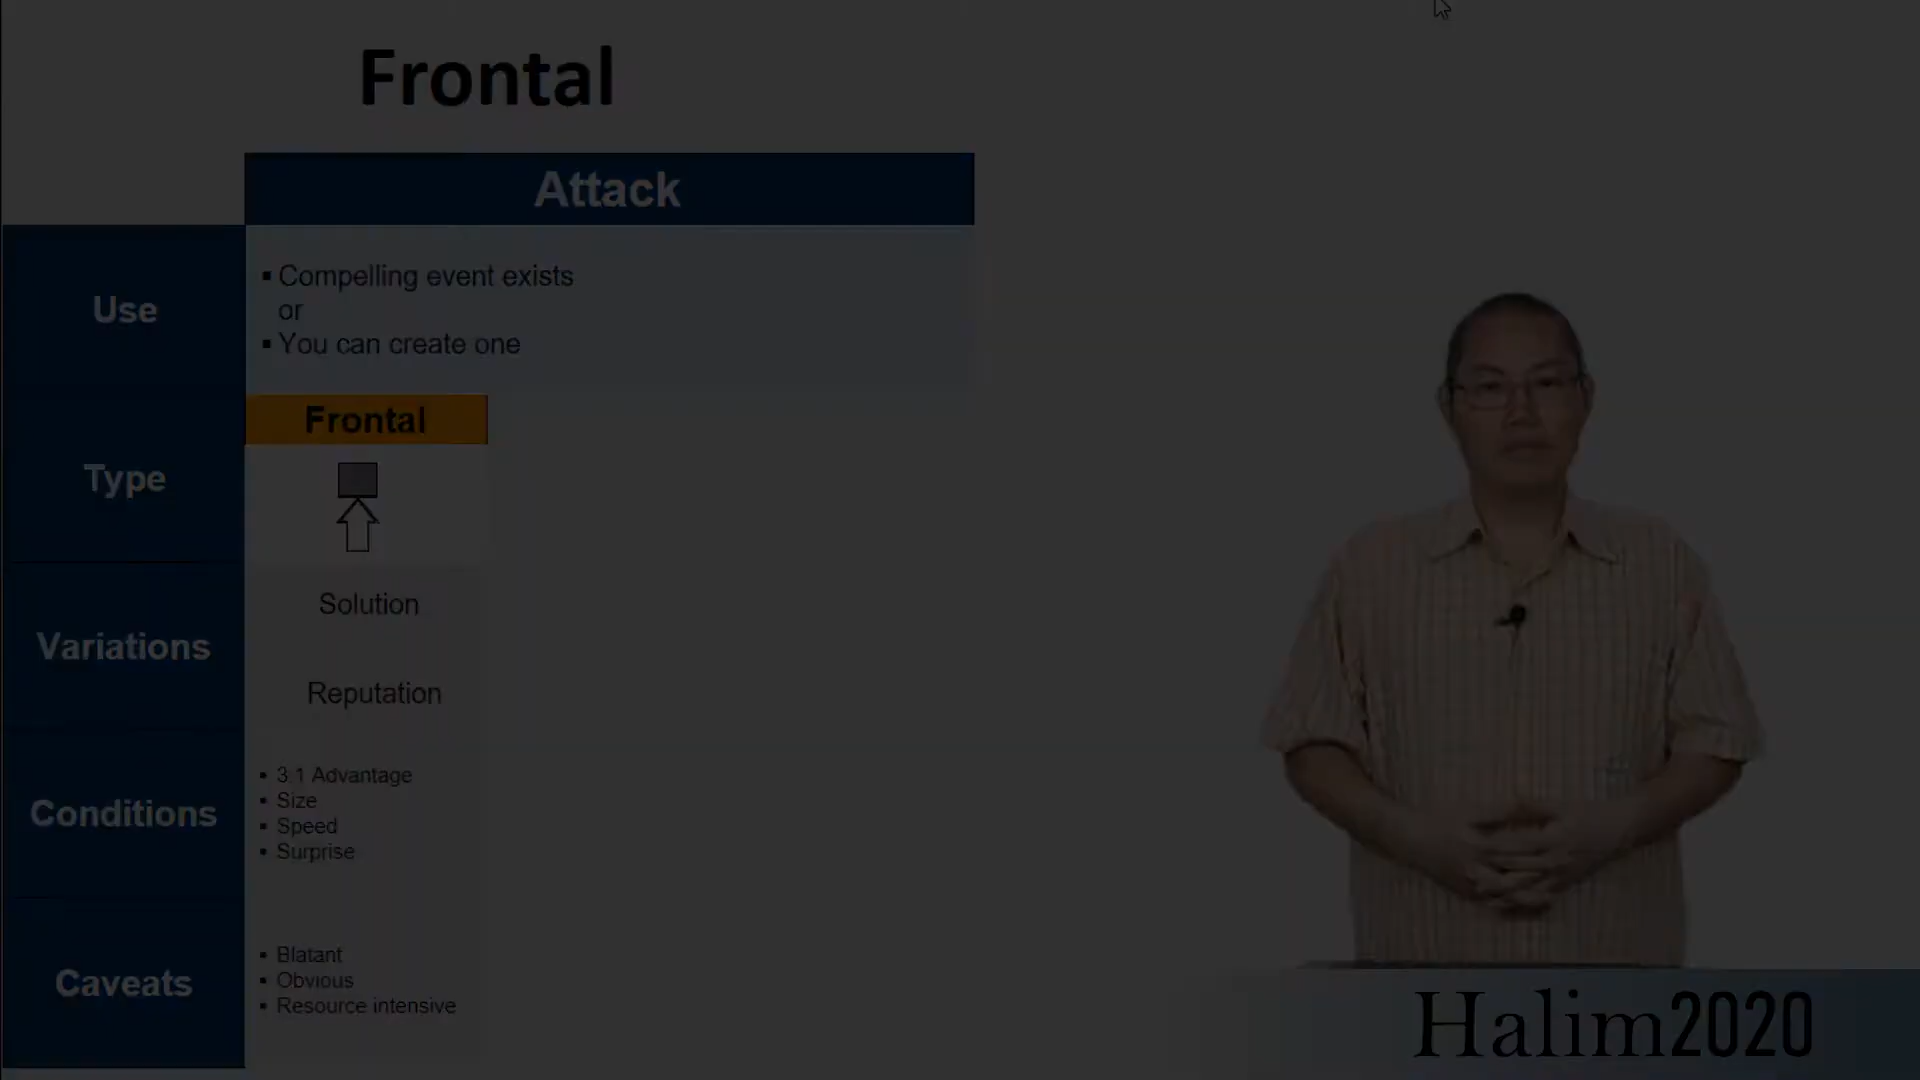 Frontal
Attack
Use
▪ Compelling event exists
or
▪ You can create one
Type
Frontal
Variations
Solution
Reputation
Conditions
▪ 3:1 Advantage
▪ Size
▪ Speed
▪ Surprise
Caveats
▪ Blatant
▪ Obvious
▪ Resource intensive
Halim2020